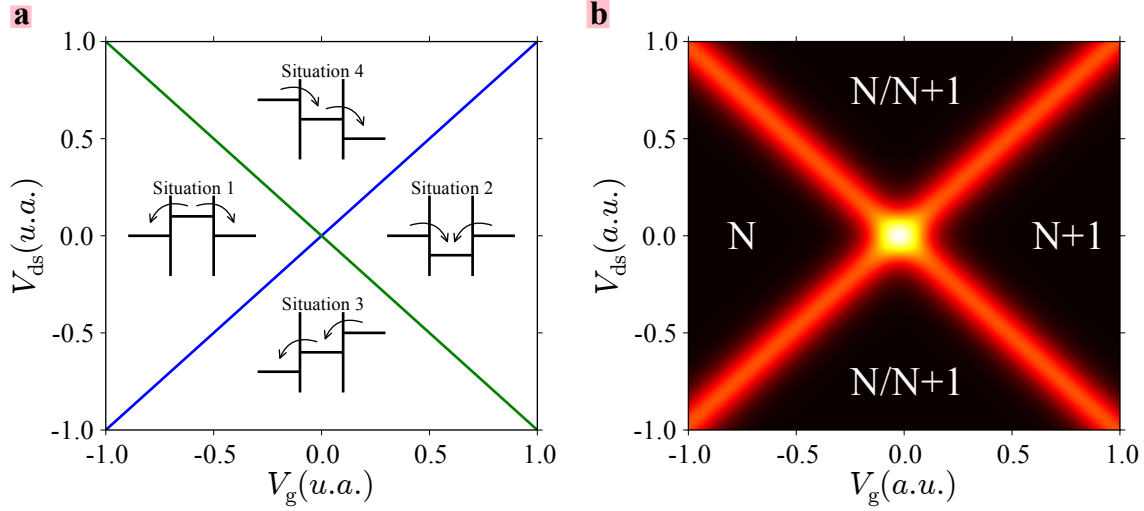 a
1.0
0.5
0.0
-0.5
-1.0
-1.0
-0.5
0.0
0.5
1.0
V_ds(u.a.)
V_g(u.a.)
Situation 4
Situation 1
Situation 2
Situation 3
b
1.0
0.5
0.0
-0.5
-1.0
-1.0
-0.5
0.0
0.5
1.0
V_ds(a.u.)
V_g(a.u.)
N/N+1
N
N+1
N/N+1